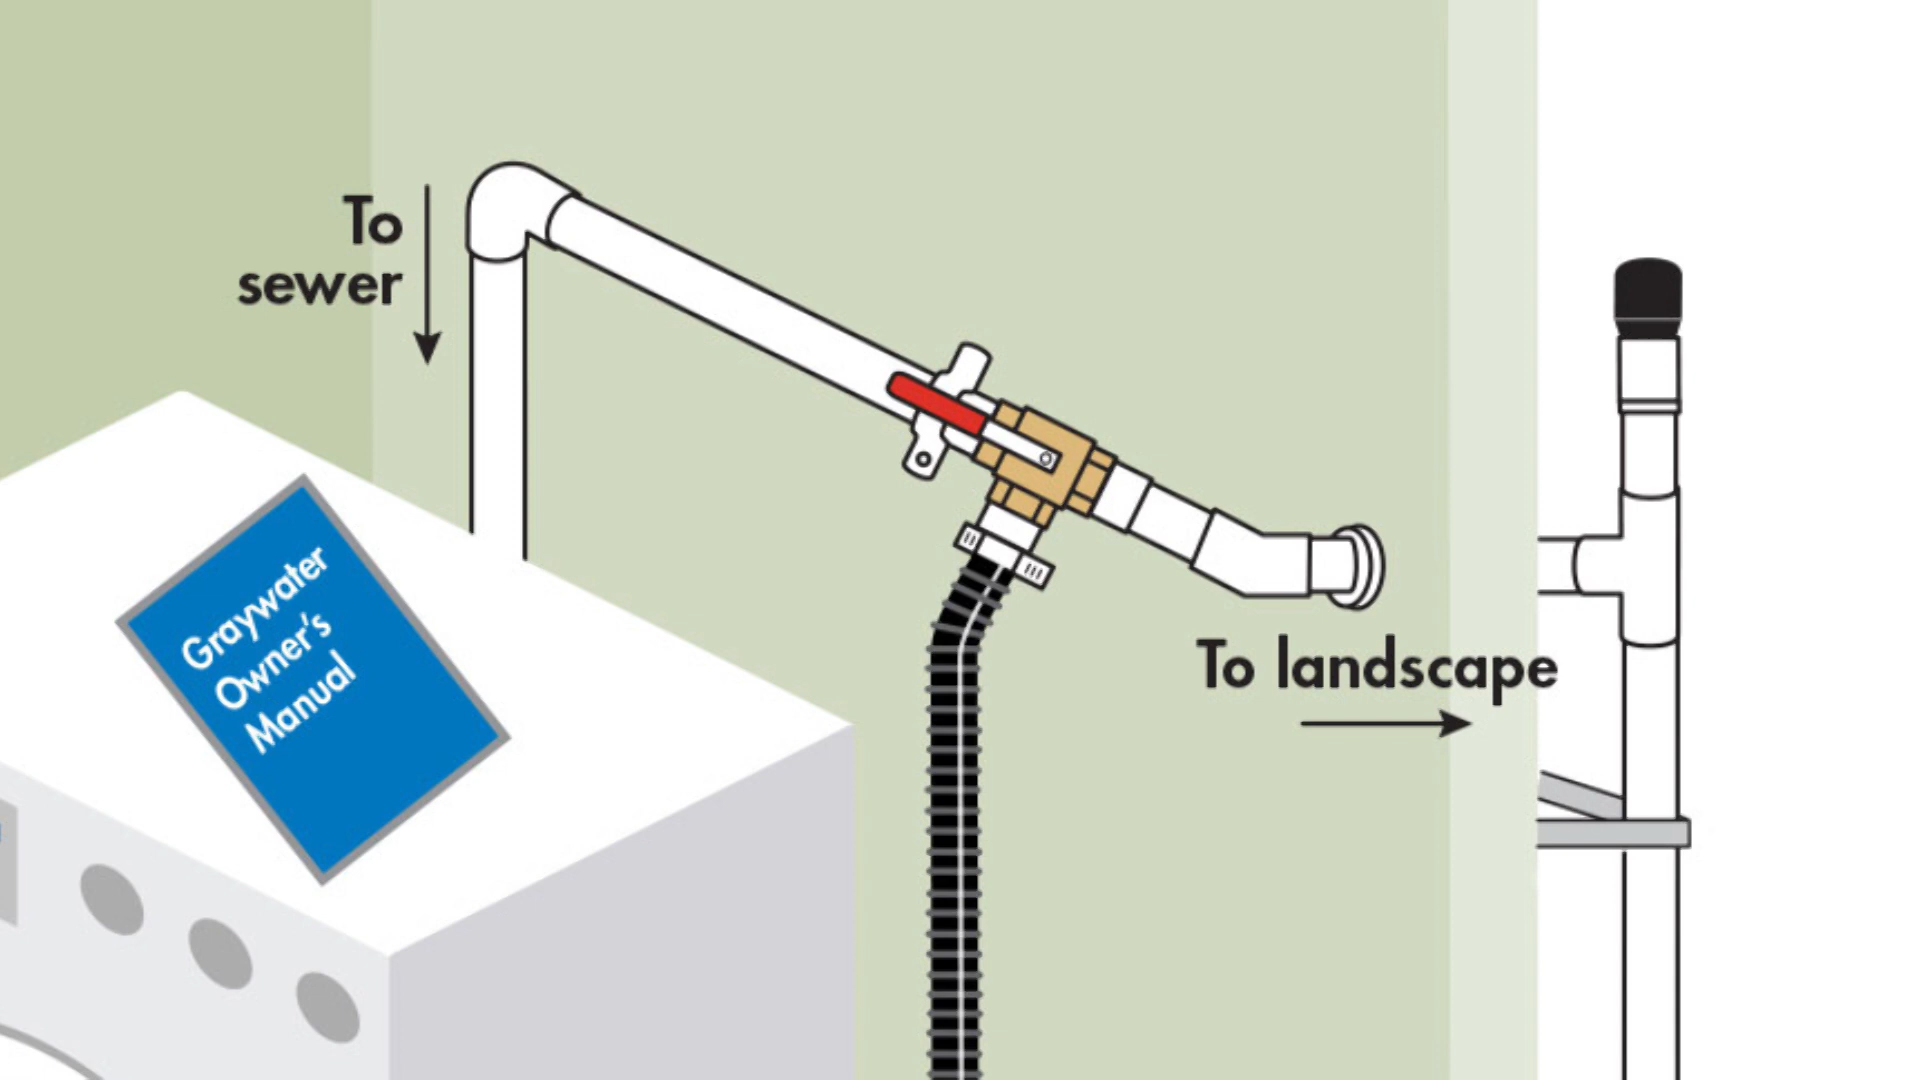 To
sewer
Graywater
Owner's
Manual
To landscape